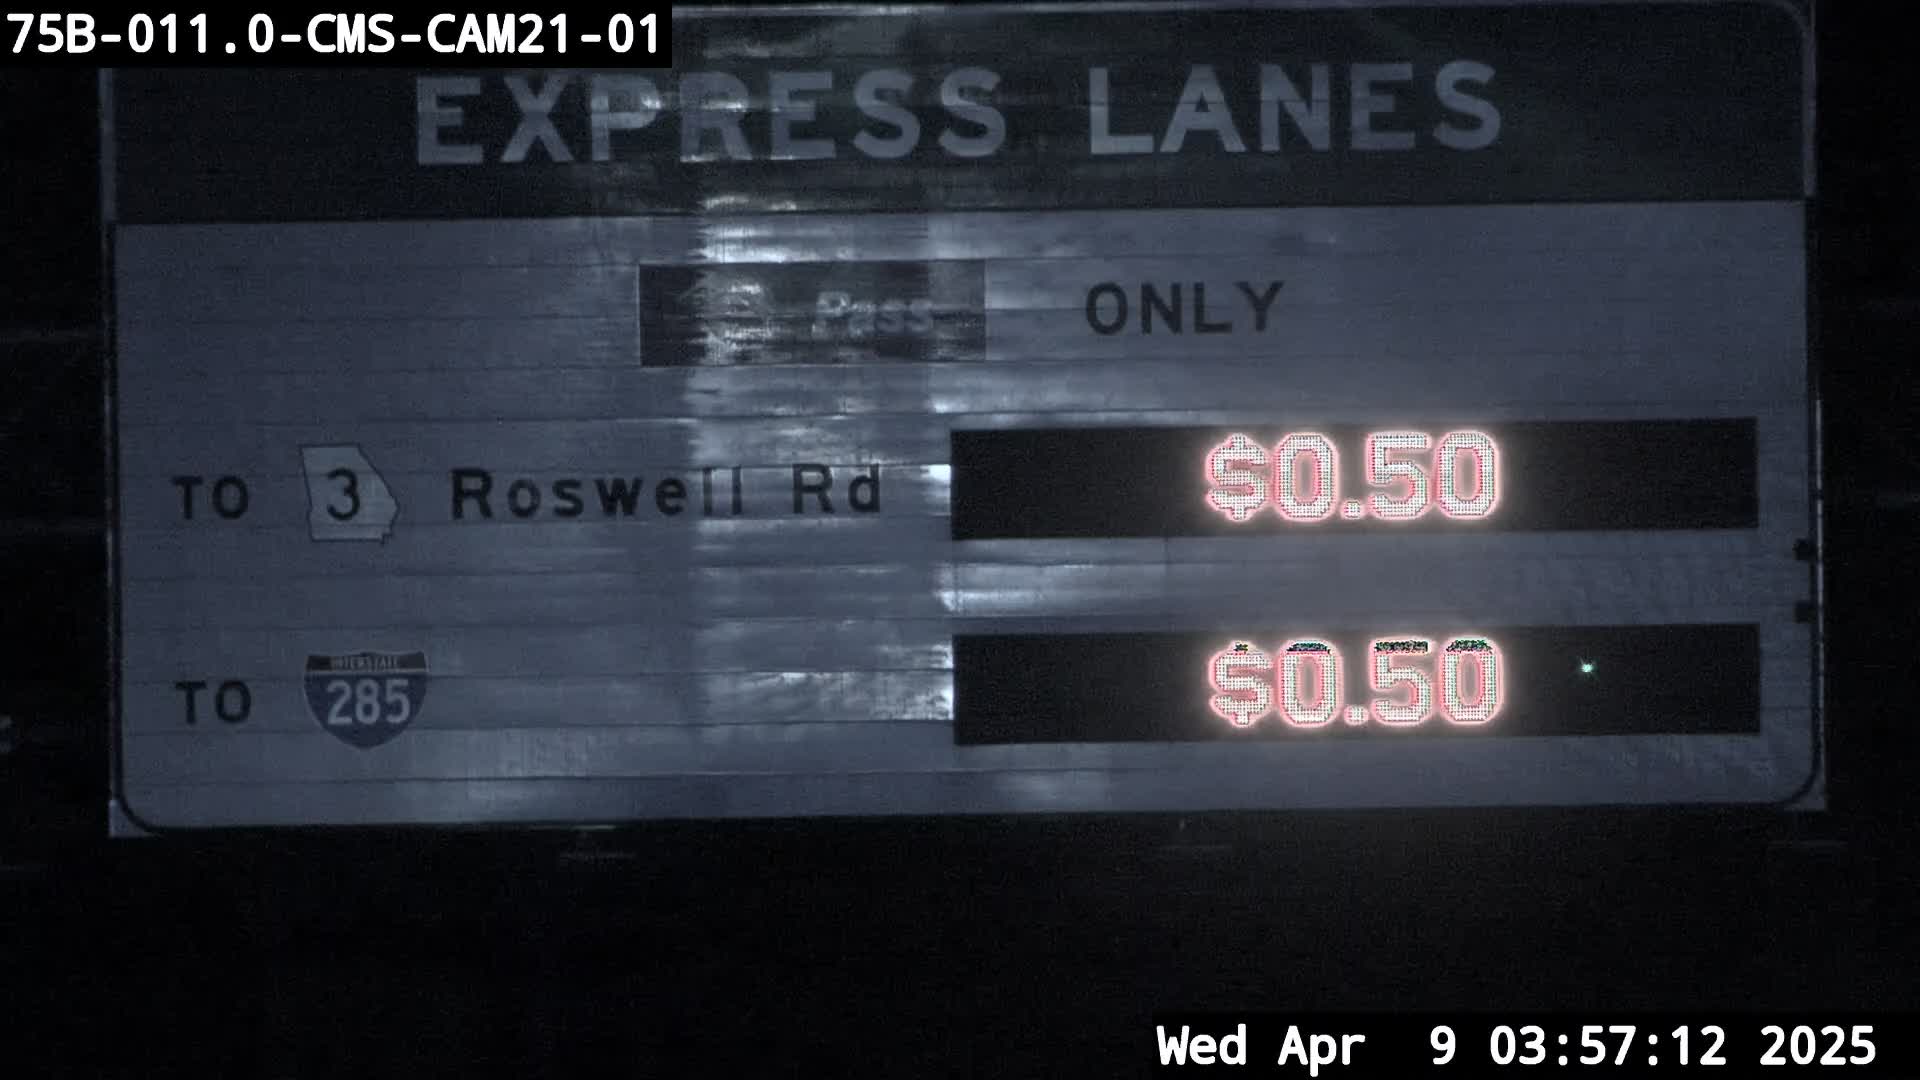 75B-011.0-CMS-CAM21-01
EXPRESS LANES
Pass ONLY
TO 3 Roswell Rd $0.50
TO INTERSTATE 285 $0.50
Wed Apr 9 03:57:12 2025